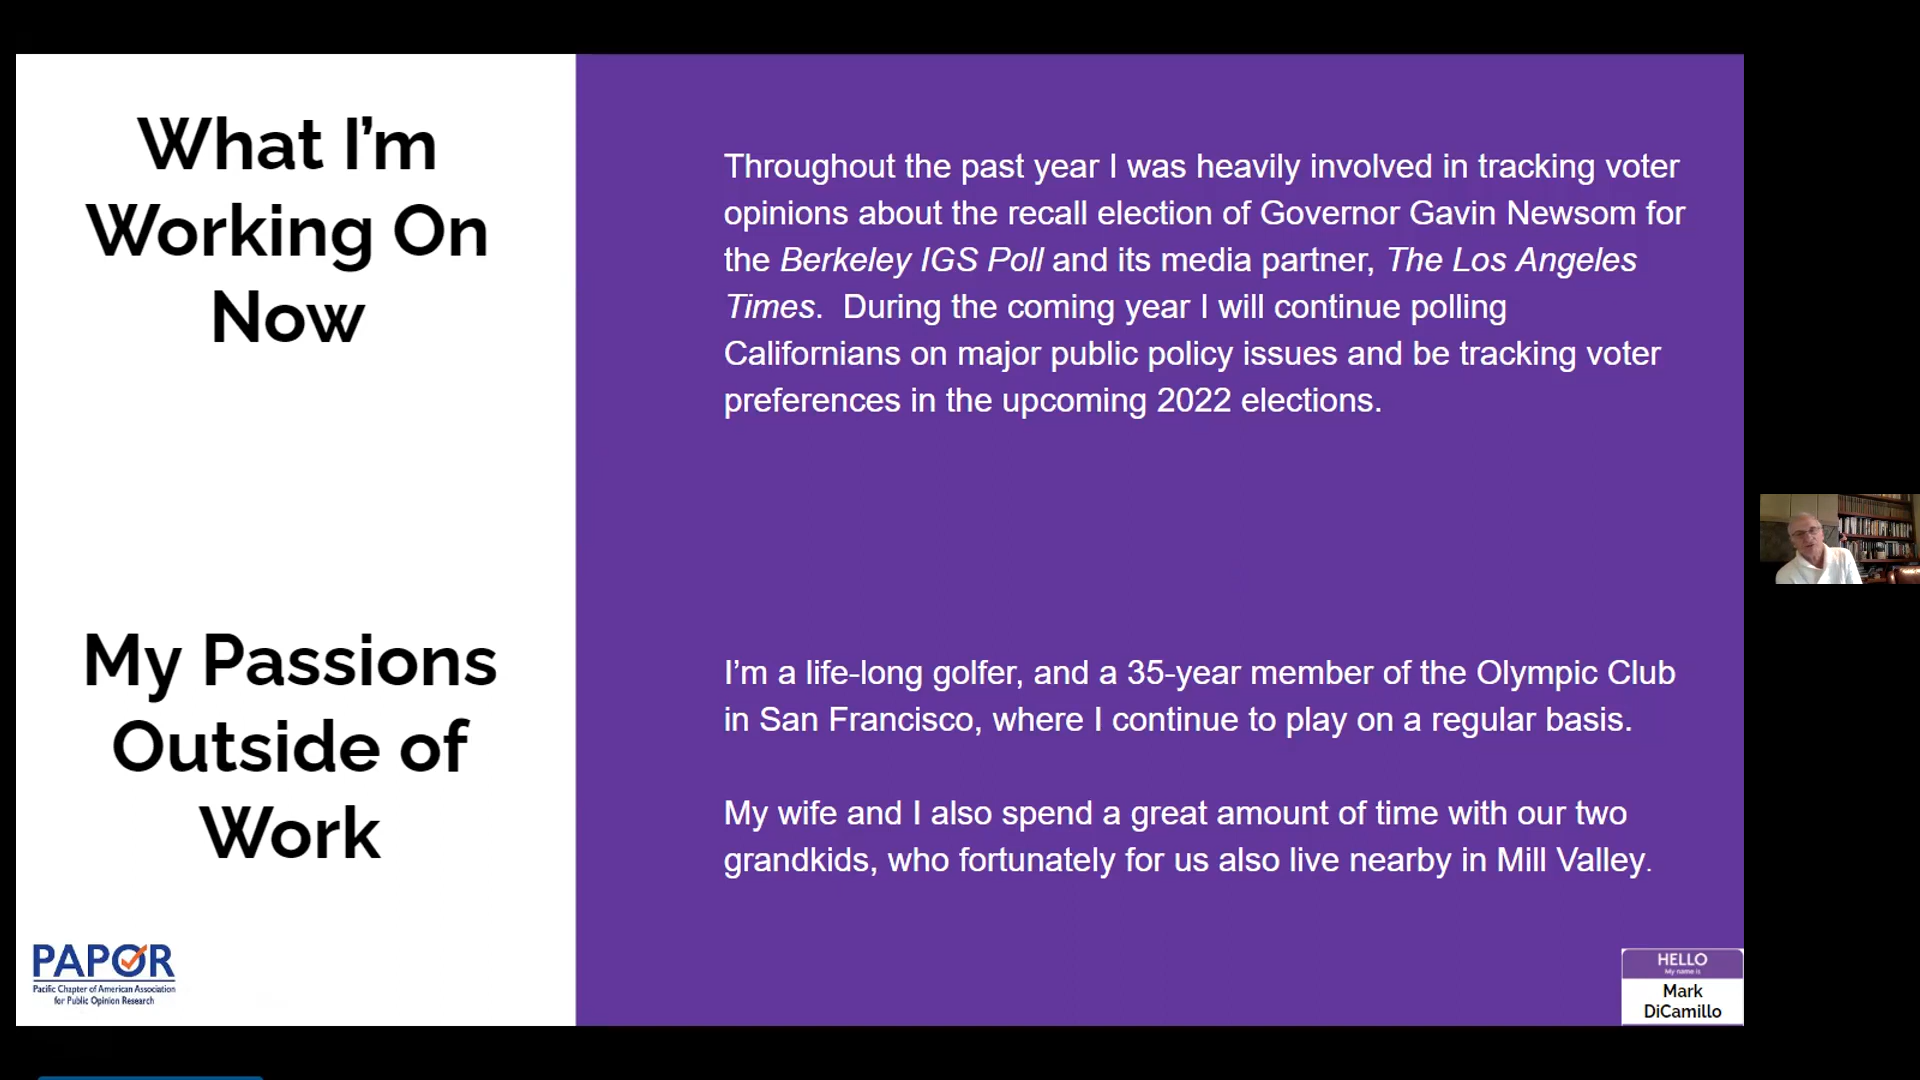 What I’m
Working On
Now
Throughout the past year I was heavily involved in tracking voter
opinions about the recall election of Governor Gavin Newsom for
the Berkeley IGS Poll and its media partner, The Los Angeles
Times.  During the coming year I will continue polling
Californians on major public policy issues and be tracking voter
preferences in the upcoming 2022 elections.
My Passions
Outside of
Work
I’m a life-long golfer, and a 35-year member of the Olympic Club
in San Francisco, where I continue to play on a regular basis.
My wife and I also spend a great amount of time with our two
grandkids, who fortunately for us also live nearby in Mill Valley.
PAPOR
Pacific Chapter of American Association
for Public Opinion Research
HELLO
My name is
Mark
DiCamillo